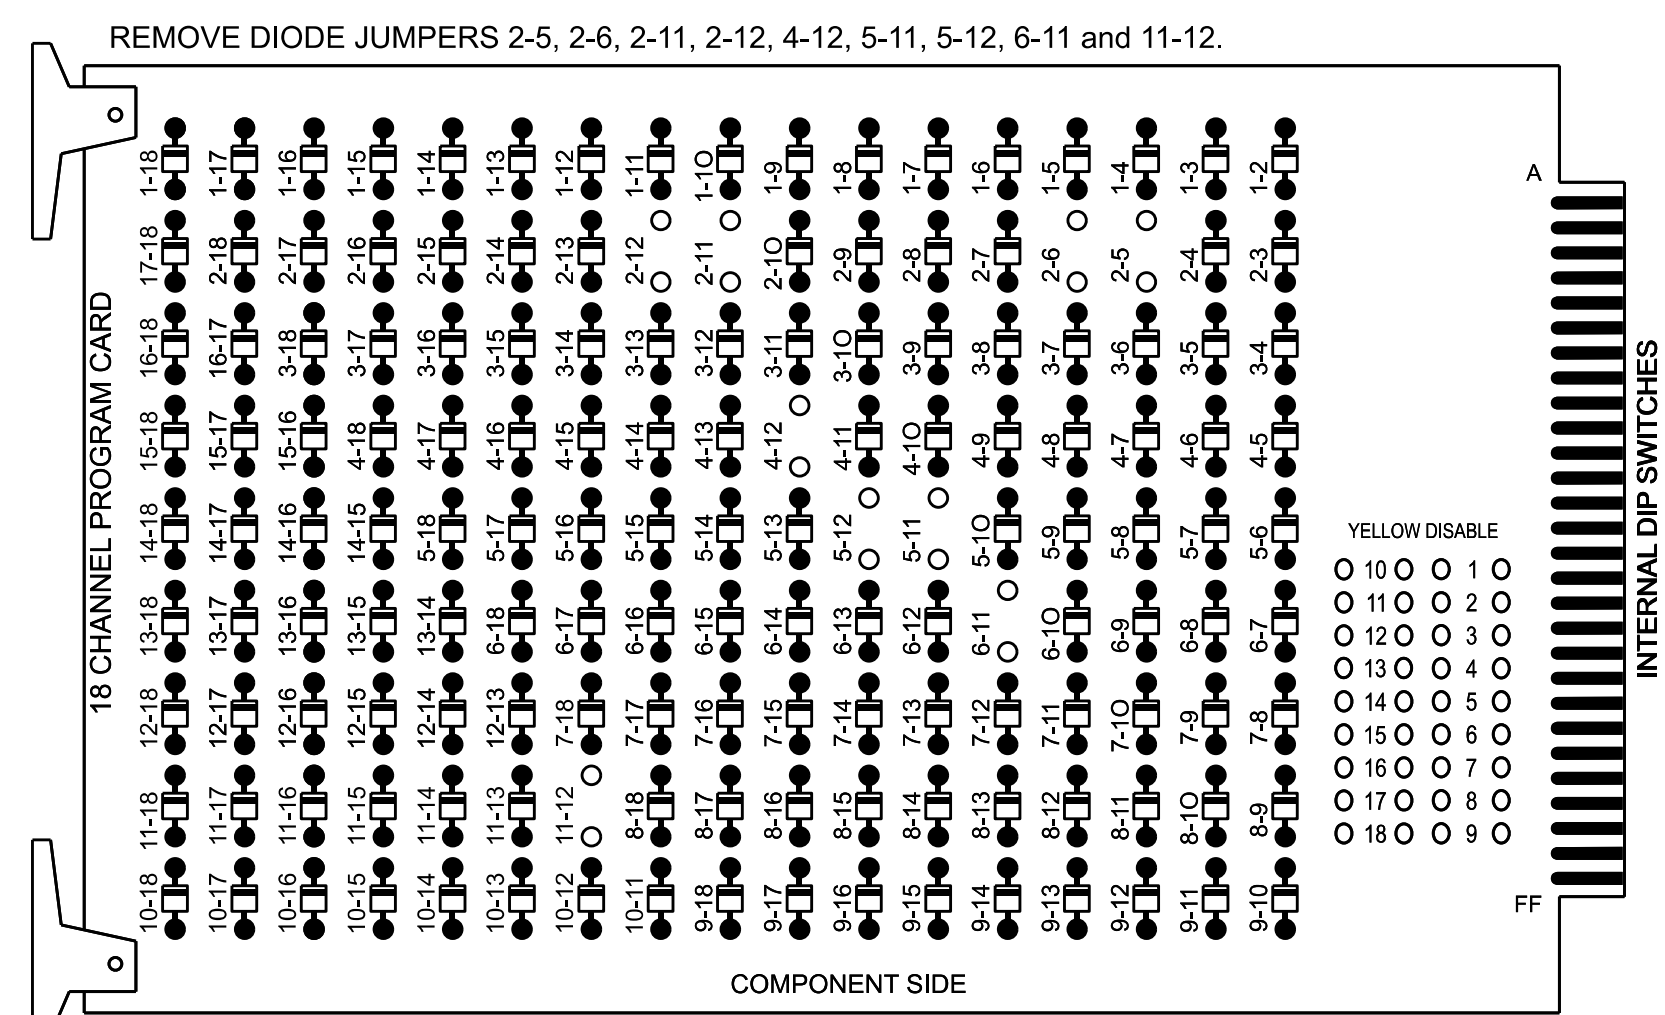 REMOVE DIODE JUMPERS 2-5, 2-6, 2-11, 2-12, 4-12, 5-11, 5-12, 6-11 and 11-12.
18 CHANNEL PROGRAM CARD
1-18 1-17 1-16 1-15 1-14 1-13 1-12 1-11 1-10 1-9 1-8 1-7 1-6 1-5 1-4 1-3 1-2
17-18 2-18 2-17 2-16 2-15 2-14 2-13 2-12 2-11 2-10 2-9 2-8 2-7 2-6 2-5 2-4 2-3
16-18 16-17 3-18 3-17 3-16 3-15 3-14 3-13 3-12 3-11 3-10 3-9 3-8 3-7 3-6 3-5 3-4
15-18 15-17 15-16 4-18 4-17 4-16 4-15 4-14 4-13 4-12 4-11 4-10 4-9 4-8 4-7 4-6 4-5
14-18 14-17 14-16 14-15 5-18 5-17 5-16 5-15 5-14 5-13 5-12 5-11 5-10 5-9 5-8 5-7 5-6
13-18 13-17 13-16 13-15 13-14 6-18 6-17 6-16 6-15 6-14 6-13 6-12 6-11 6-10 6-9 6-8 6-7
12-18 12-17 12-16 12-15 12-14 12-13 7-18 7-17 7-16 7-15 7-14 7-13 7-12 7-11 7-10 7-9 7-8
11-18 11-17 11-16 11-15 11-14 11-13 11-12 8-18 8-17 8-16 8-15 8-14 8-13 8-12 8-11 8-10 8-9
10-18 10-17 10-16 10-15 10-14 10-13 10-12 10-11 9-18 9-17 9-16 9-15 9-14 9-13 9-12 9-11 9-10
COMPONENT SIDE
A
YELLOW DISABLE
10 1
11 2
12 3
13 4
14 5
15 6
16 7
17 8
18 9
FF
INTERNAL DIP SWITCHES